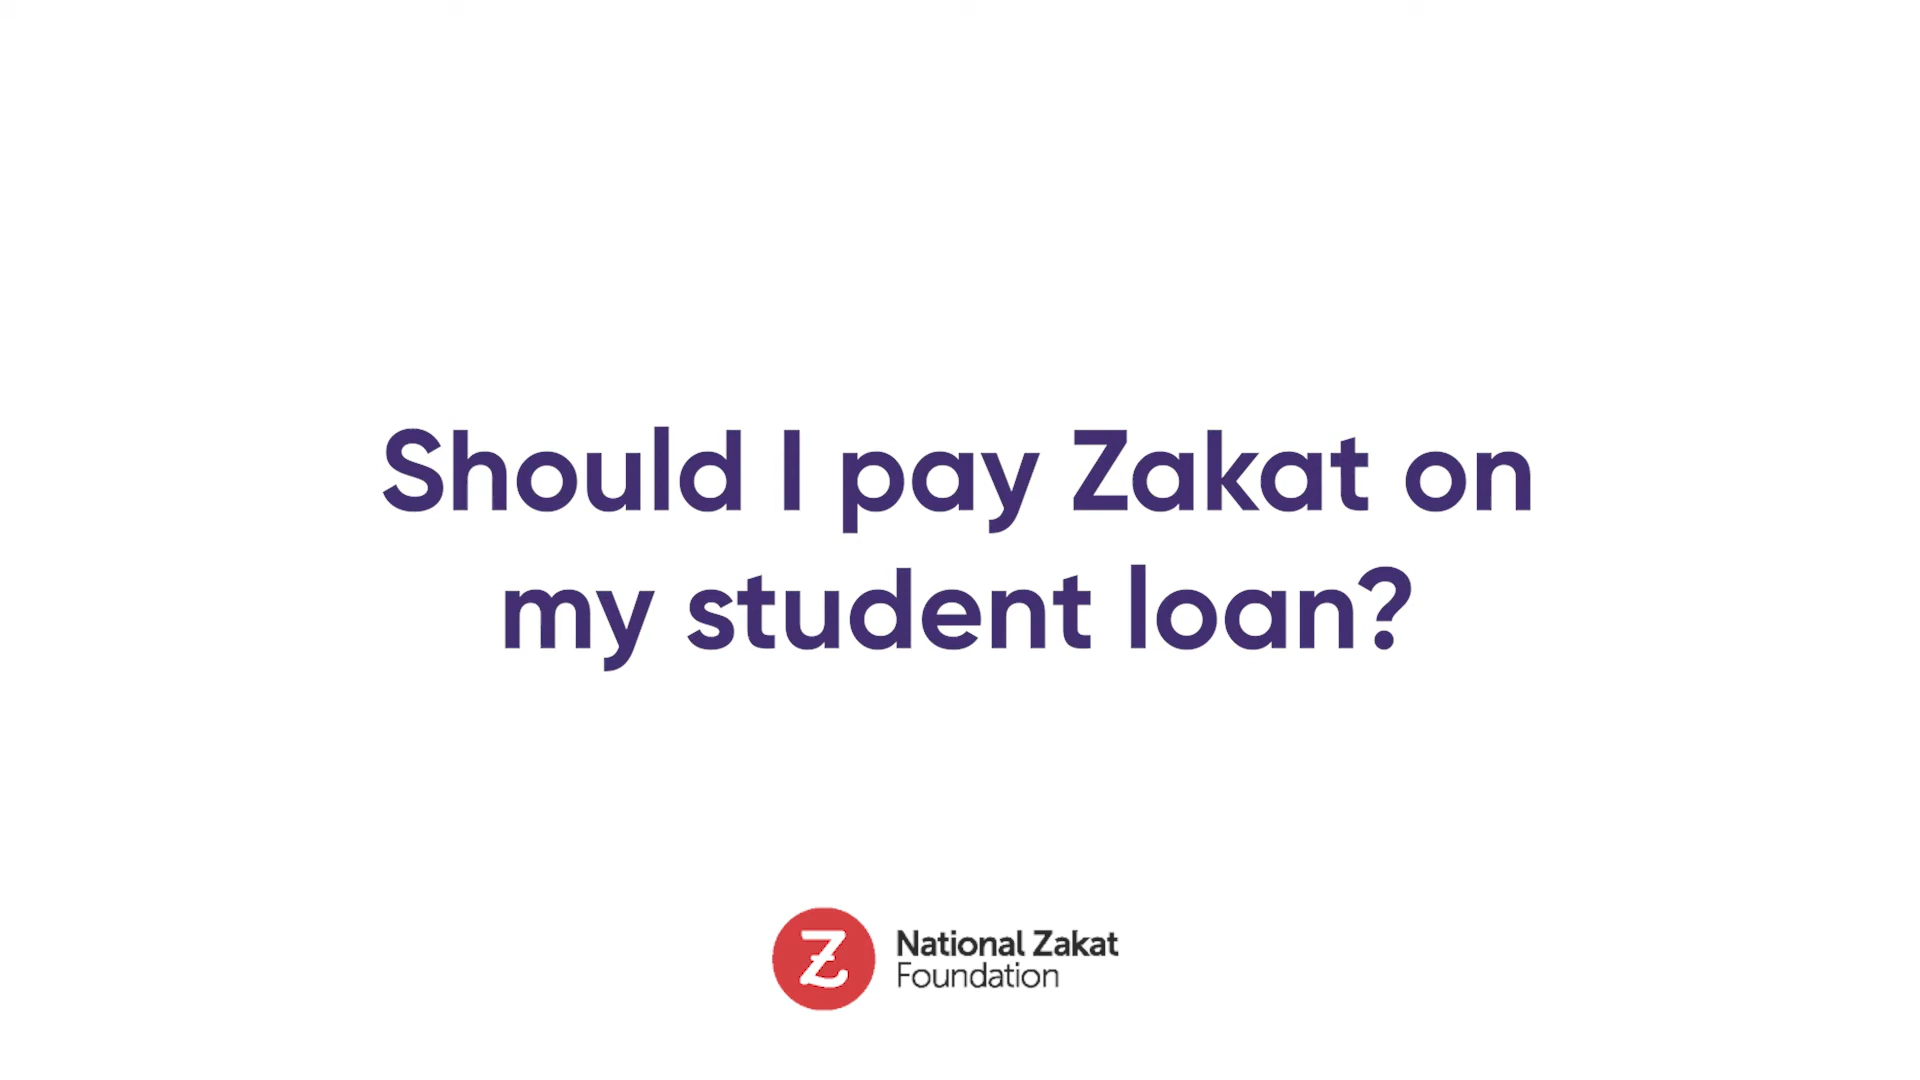 Should I pay Zakat on
my student loan?
National Zakat
Foundation